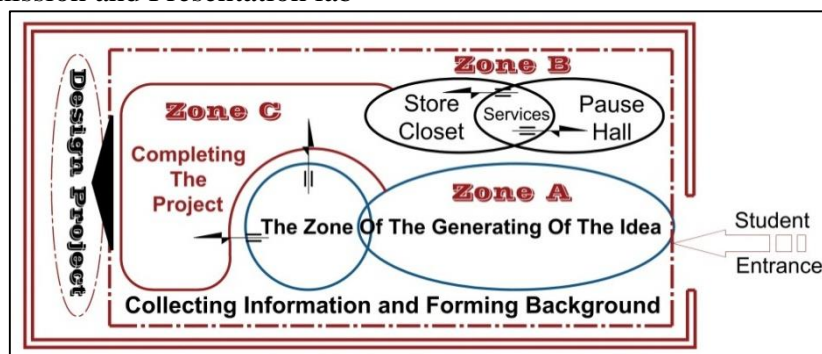 mission and Presentation lab
Zone B
Zone C
Store
Closet
Services
Pause
Hall
Design Project
Completing
The
Project
Zone A
The Zone Of The Generating Of The Idea
Student
Entrance
Collecting Information and Forming Background